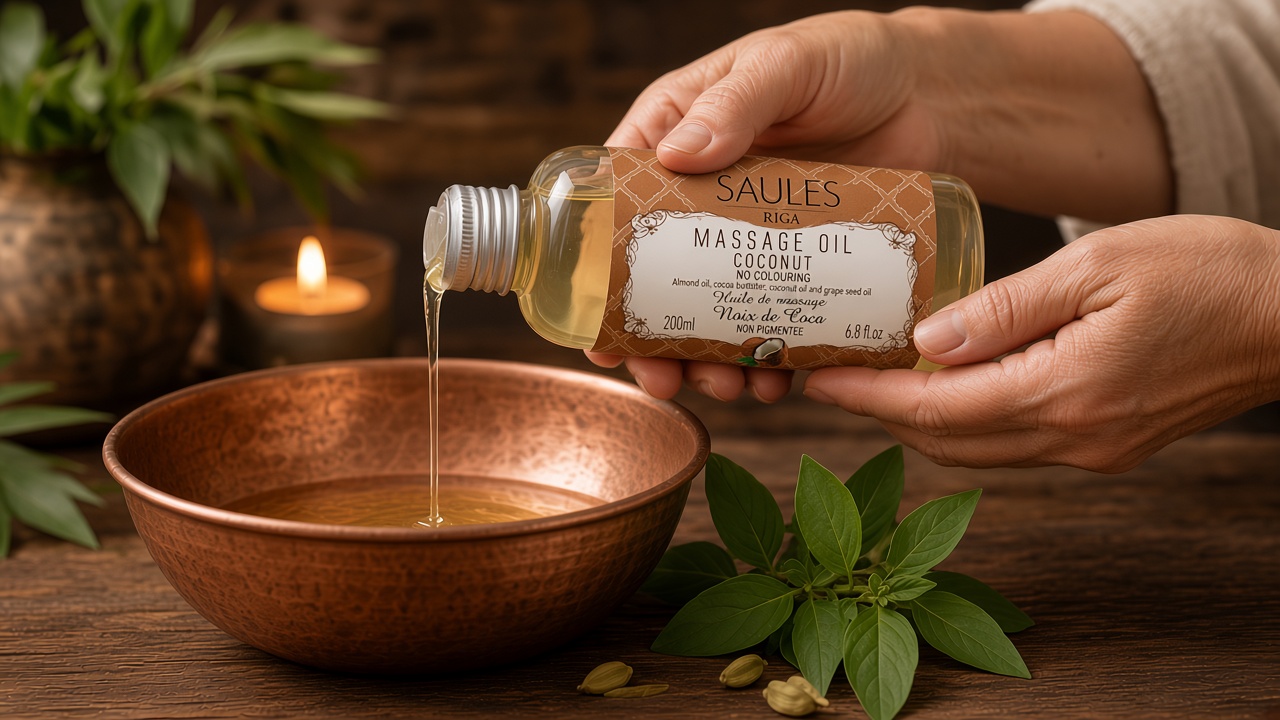 SAULES
RIGA
MASSAGE OIL
COCONUT
NO COLOURING
Almond oil, cocoa buttster, coconut oil and grape seed oil
Huile de massage
Noix de Coca
NON PIGMENTEE
200ml
6.8 fl.oz